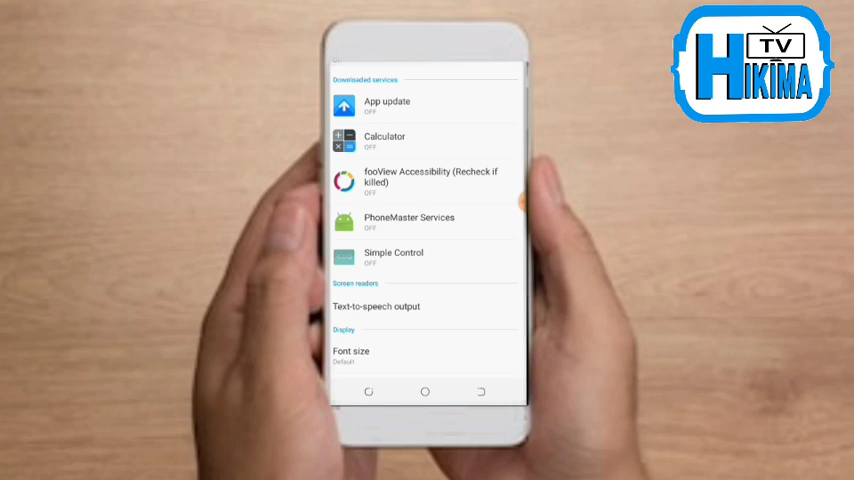 TV
HIKIMA
Downloaded services
App update
OFF
Calculator
OFF
fooView Accessibility (Recheck if
killed)
OFF
PhoneMaster Services
OFF
Simple Control
OFF
Screen readers
Text-to-speech output
Display
Font size
Default